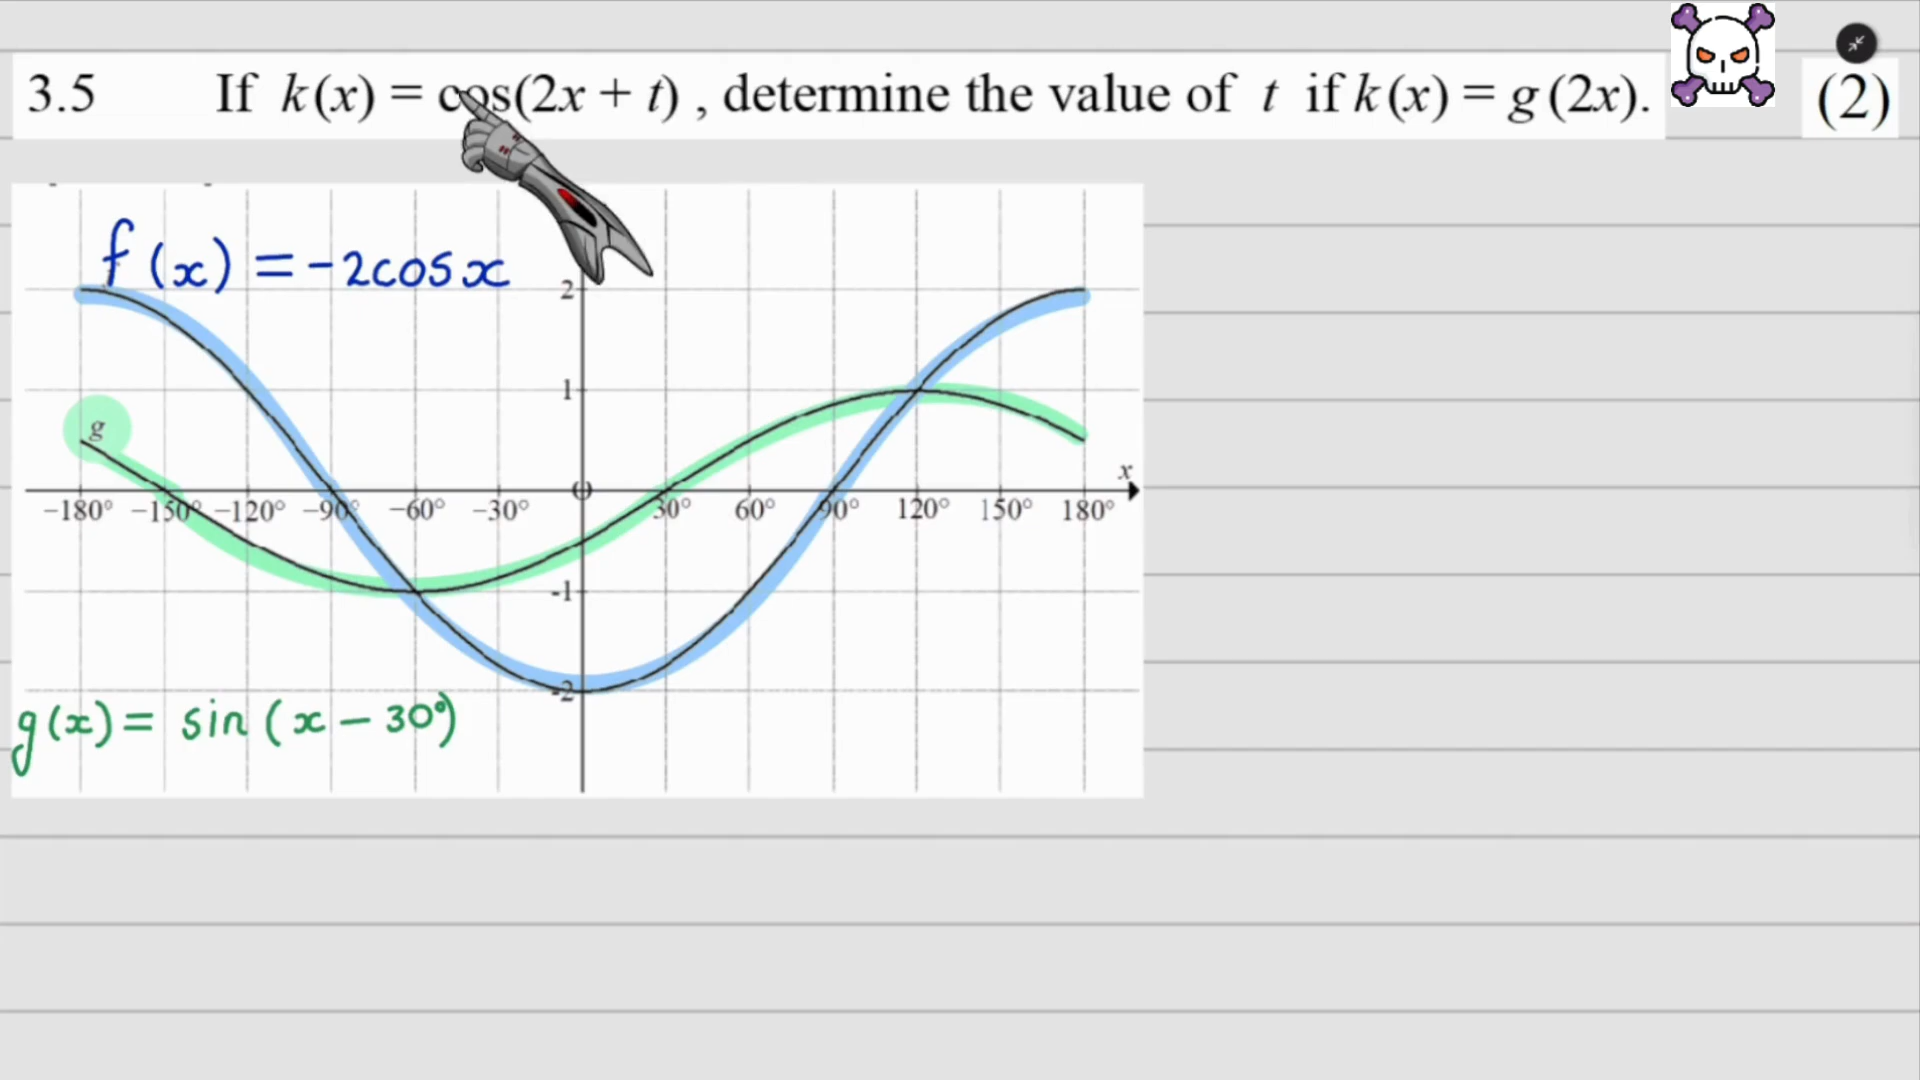 3.5 If k(x) = cos(2x + t) , determine the value of t if k(x) = g(2x). (2)
f(x) = -2cosx
2
1
g
x
0
−180° −150° −120° −90° −60° −30° 30° 60° 90° 120° 150° 180°
-1
-2
g(x) = sin(x − 30°)